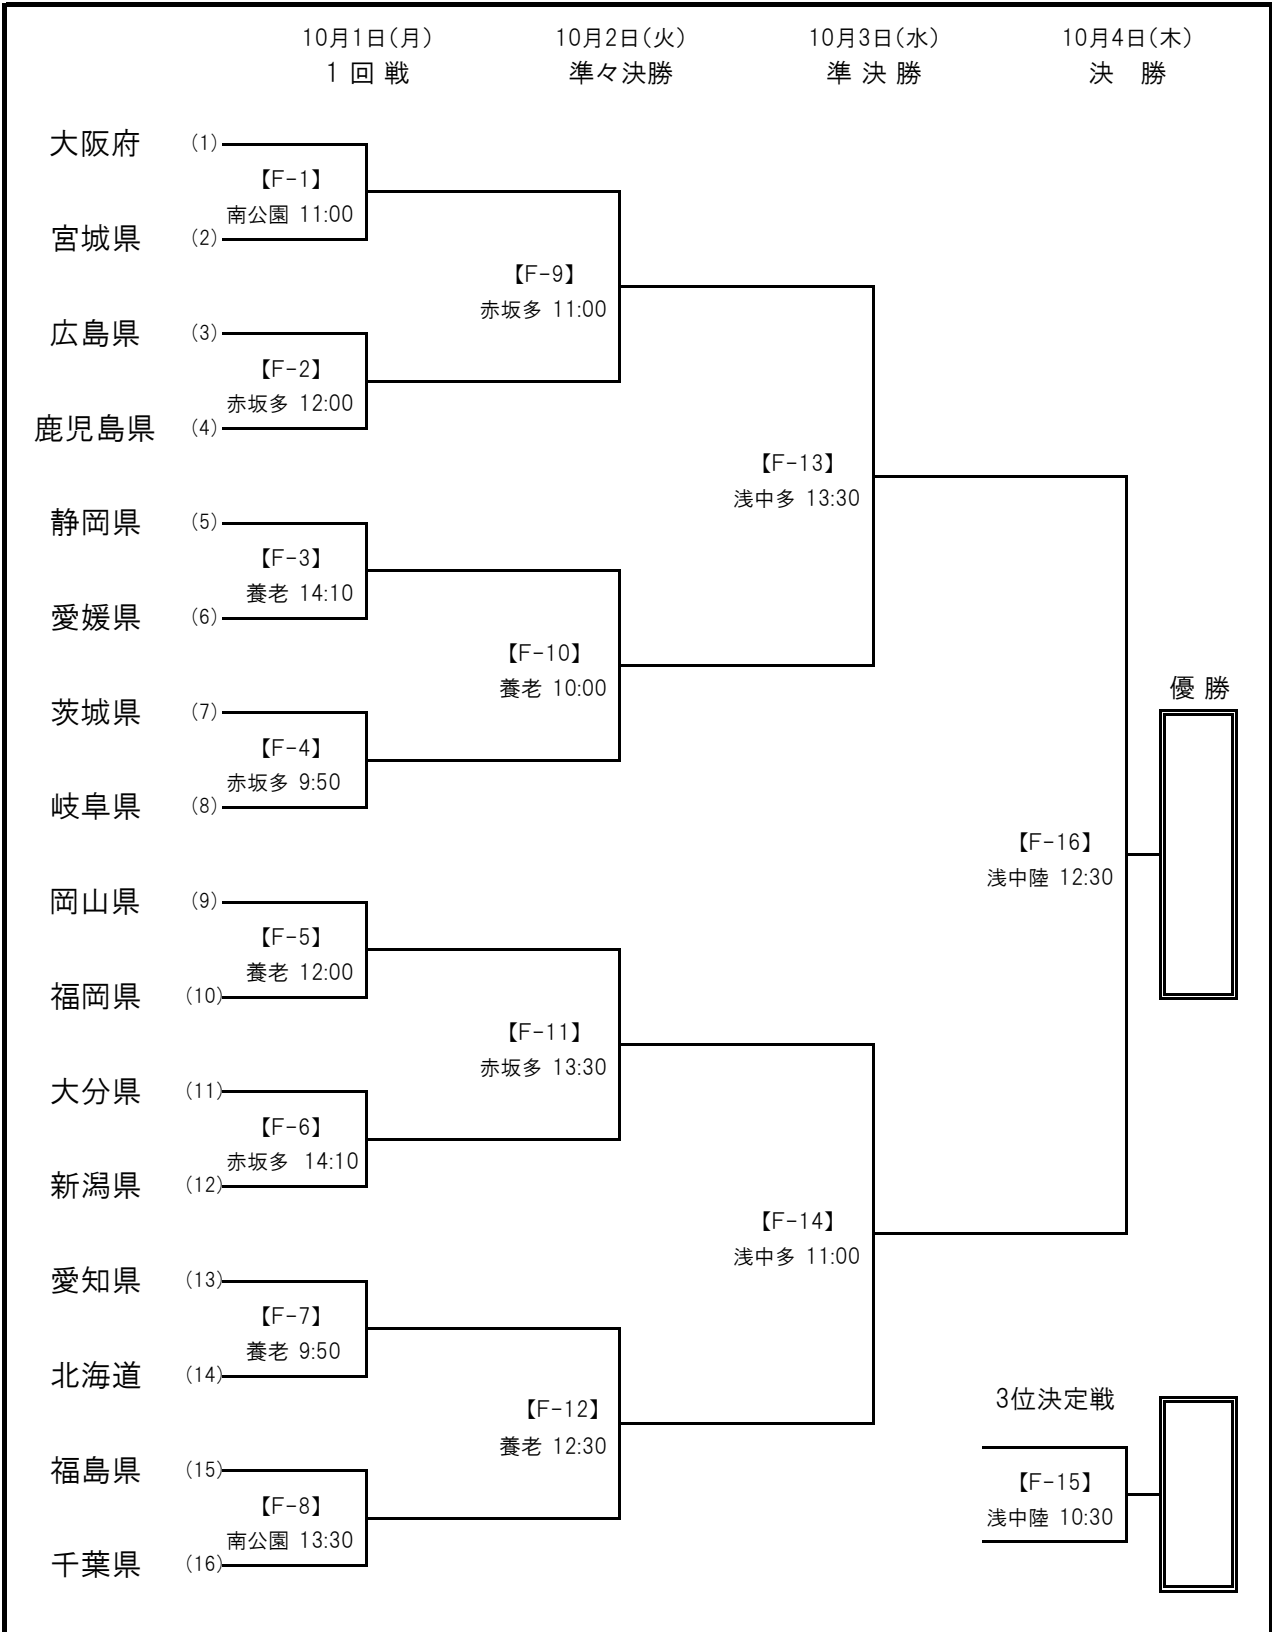 10月1日(月) 10月2日(火) 10月3日(水) 10月4日(木)
1 回 戦 準々決勝 準 決 勝 決 勝
大阪府 (1)
【F-1】
南公園 11:00
宮城県 (2)
【F-9】
赤坂多 11:00
広島県 (3)
【F-2】
赤坂多 12:00
鹿児島県 (4)
【F-13】
浅中多 13:30
静岡県 (5)
【F-3】
養老 14:10
愛媛県 (6)
【F-10】
養老 10:00
優 勝
茨城県 (7)
【F-4】
赤坂多 9:50
岐阜県 (8)
【F-16】
浅中陸 12:30
岡山県 (9)
【F-5】
養老 12:00
福岡県 (10)
【F-11】
赤坂多 13:30
大分県 (11)
【F-6】
赤坂多 14:10
新潟県 (12)
【F-14】
浅中多 11:00
愛知県 (13)
【F-7】
養老 9:50
北海道 (14)
3位決定戦
【F-12】
養老 12:30
福島県 (15)
【F-15】
浅中陸 10:30
【F-8】
南公園 13:30
千葉県 (16)